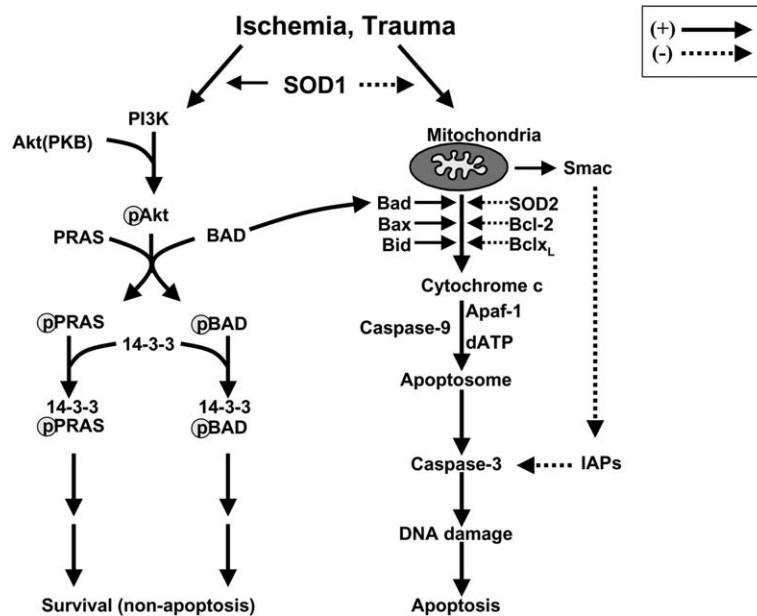 Ischemia, Trauma
(+)
(-)
SOD1
PI3K
Akt(PKB)
Mitochondria
Smac
pAkt
Bad
SOD2
PRAS
BAD
Bax
Bcl-2
Bid
BclxL
Cytochrome c
pPRAS
14-3-3
pBAD
Caspase-9
Apaf-1
dATP
Apoptosome
14-3-3
pPRAS
14-3-3
pBAD
Caspase-3
IAPs
DNA damage
Survival (non-apoptosis)
Apoptosis